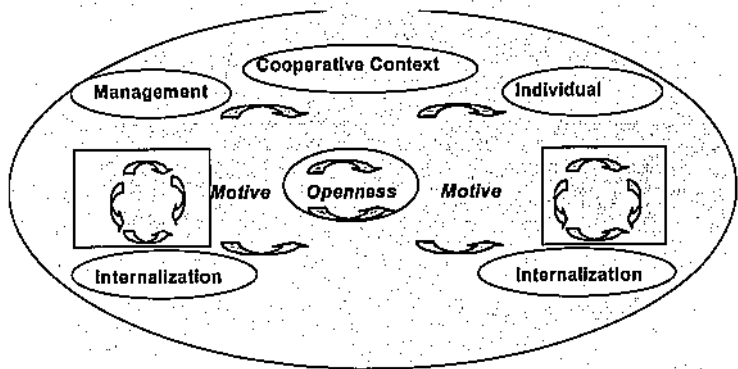 Cooperative Context
Management
Individual
Motive
Openness
Motive
Internalization
Internalization